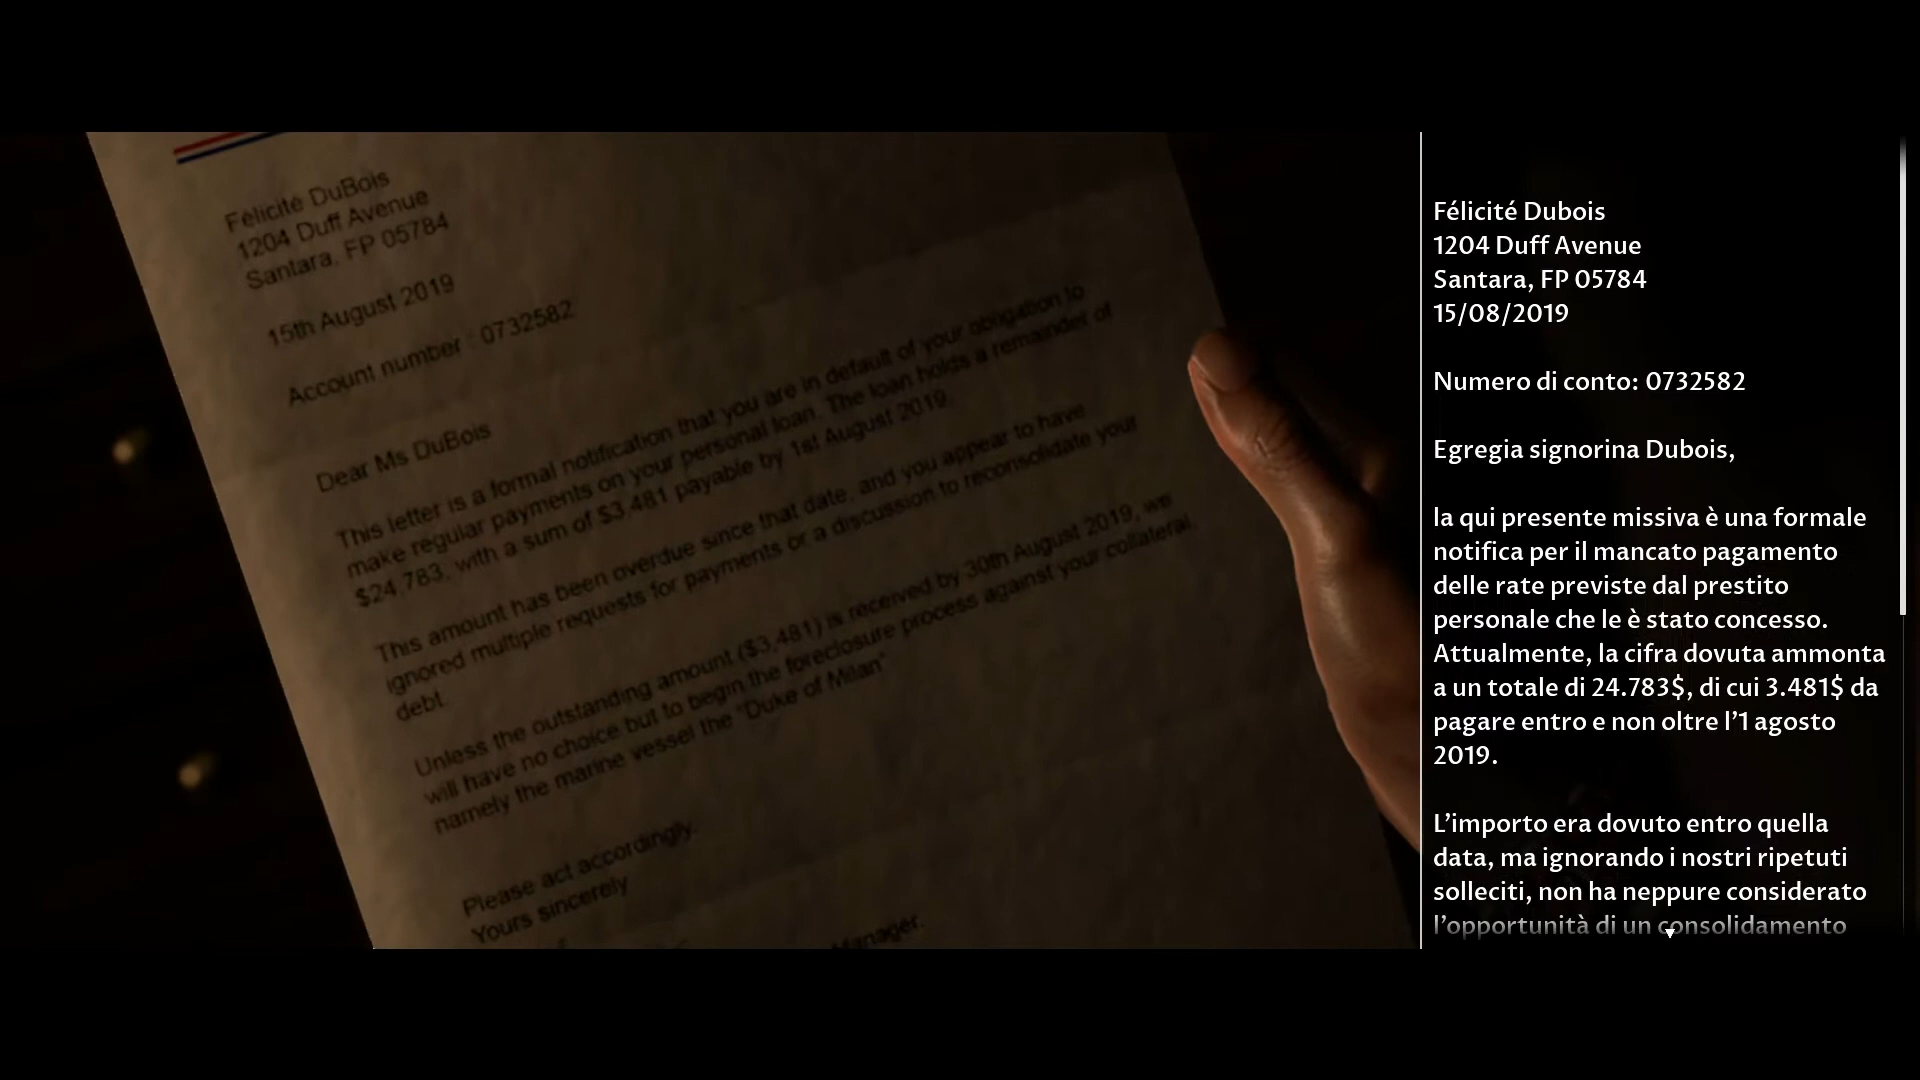 Félicité DuBois
1204 Duff Avenue
Santara, FP 05784
15th August 2019
Account number : 0732582
Dear Ms DuBois
This letter is a formal notification that you are in default of your obligation to
make regular payments on your personal loan. The loan holds a remainder of
$24,783, with a sum of $3,481 payable by 1st August 2019.
This amount has been overdue since that date, and you appear to have
ignored multiple requests for payments or a discussion to reconsolidate your
debt.
Unless the outstanding amount ($3,481) is received by 30th August 2019, we
will have no choice but to begin the foreclosure process against your collateral,
namely the marine vessel the "Duke of Milan"
Please act accordingly.
Yours sincerely
Manager.
Félicité Dubois
1204 Duff Avenue
Santara, FP 05784
15/08/2019
Numero di conto: 0732582
Egregia signorina Dubois,
la qui presente missiva è una formale
notifica per il mancato pagamento
delle rate previste dal prestito
personale che le è stato concesso.
Attualmente, la cifra dovuta ammonta
a un totale di 24.783$, di cui 3.481$ da
pagare entro e non oltre l'1 agosto
2019.
L'importo era dovuto entro quella
data, ma ignorando i nostri ripetuti
solleciti, non ha neppure considerato
l'opportunità di un consolidamento